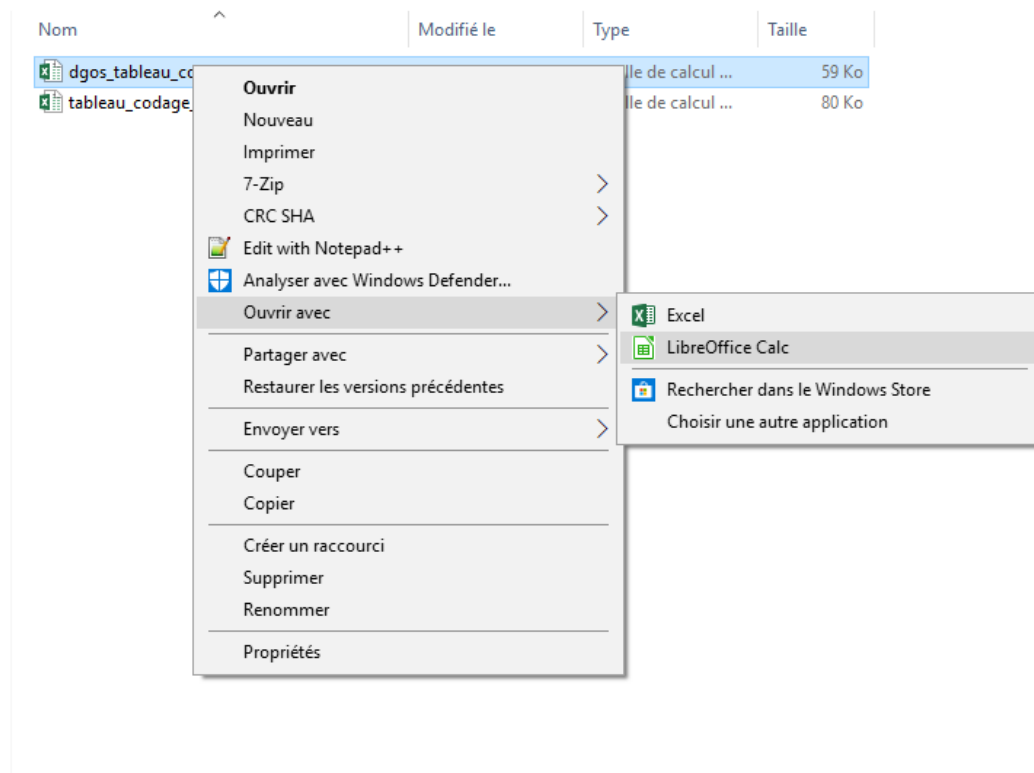 Nom Modifié le Type Taille
dgos_tableau_co lle de calcul ... 59 Ko
tableau_codage_ lle de calcul ... 80 Ko
Ouvrir
Nouveau
Imprimer
7-Zip
CRC SHA
Edit with Notepad++
Analyser avec Windows Defender...
Ouvrir avec
Partager avec
Restaurer les versions précédentes
Envoyer vers
Couper
Copier
Créer un raccourci
Supprimer
Renommer
Propriétés
Excel
LibreOffice Calc
Rechercher dans le Windows Store
Choisir une autre application